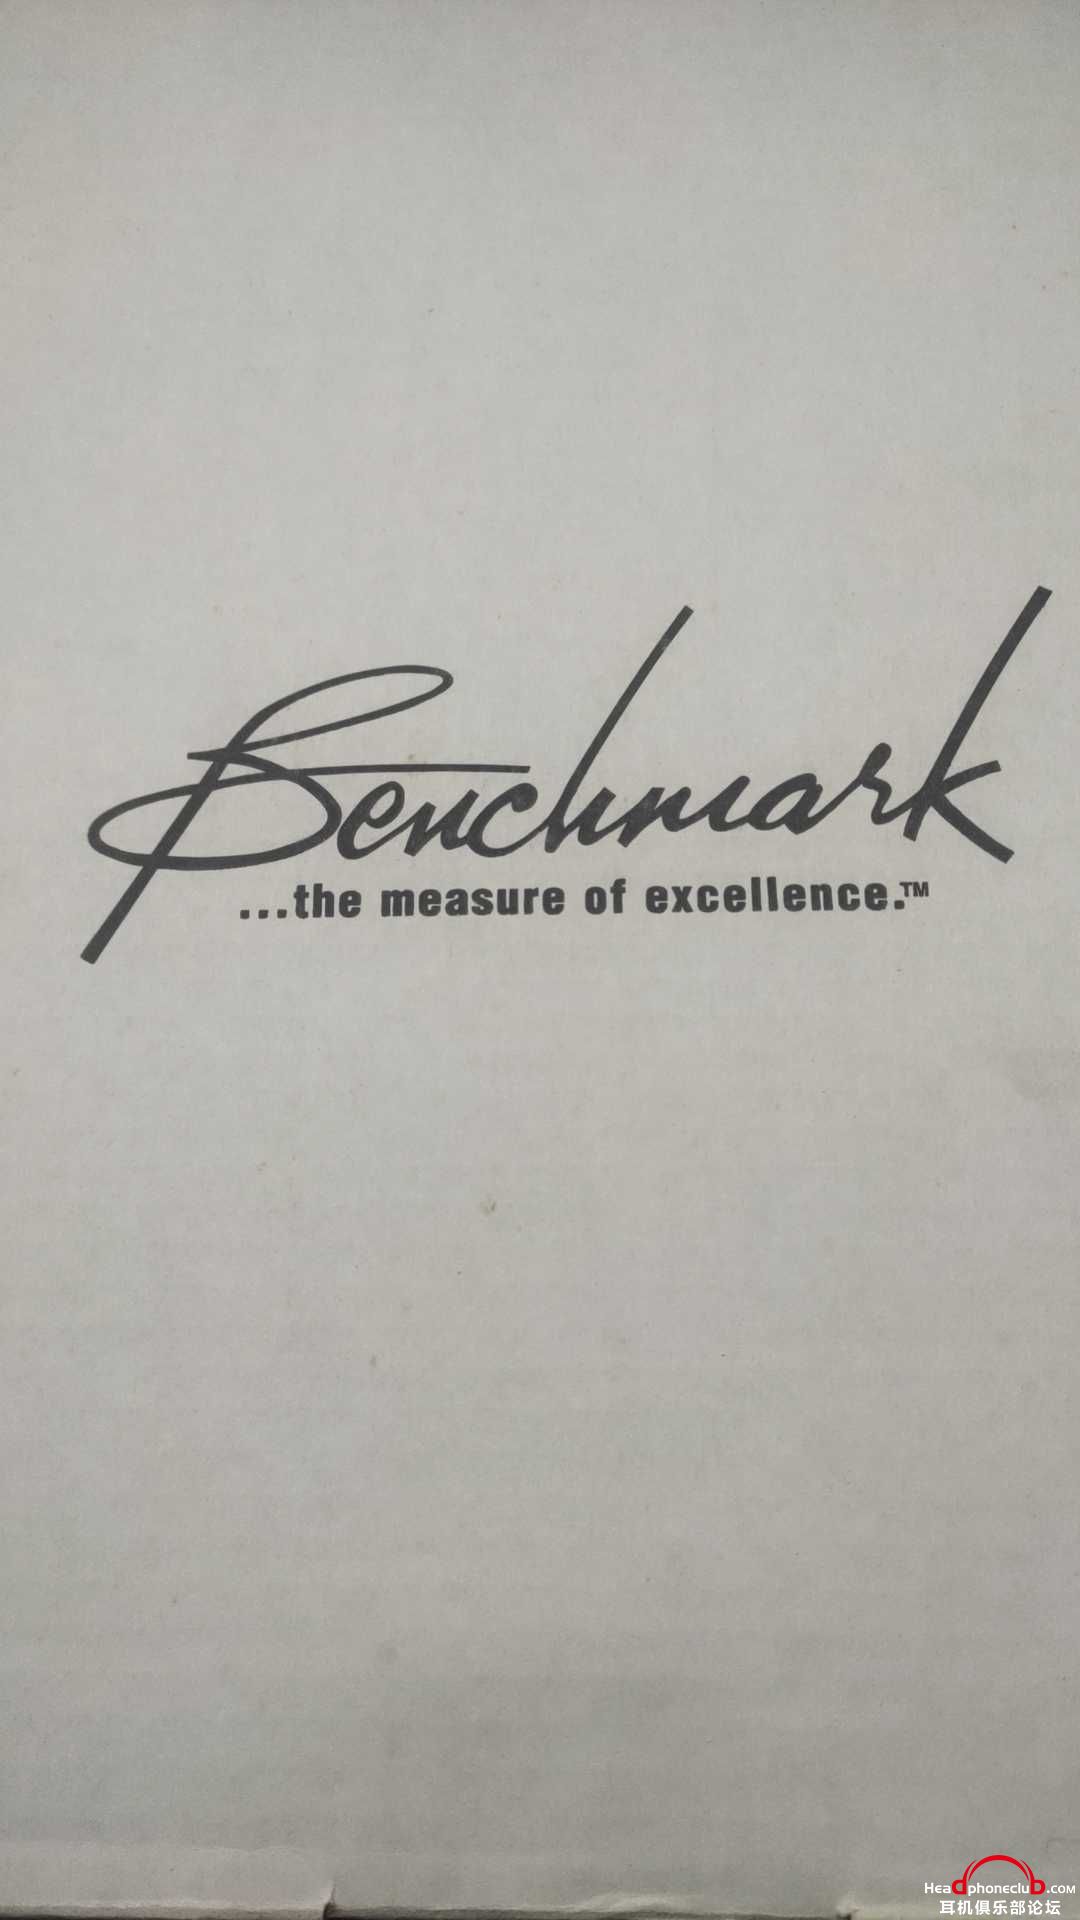 Benchmark
...the measure of excellence.™
Headphoneclub.com
耳机俱乐部论坛